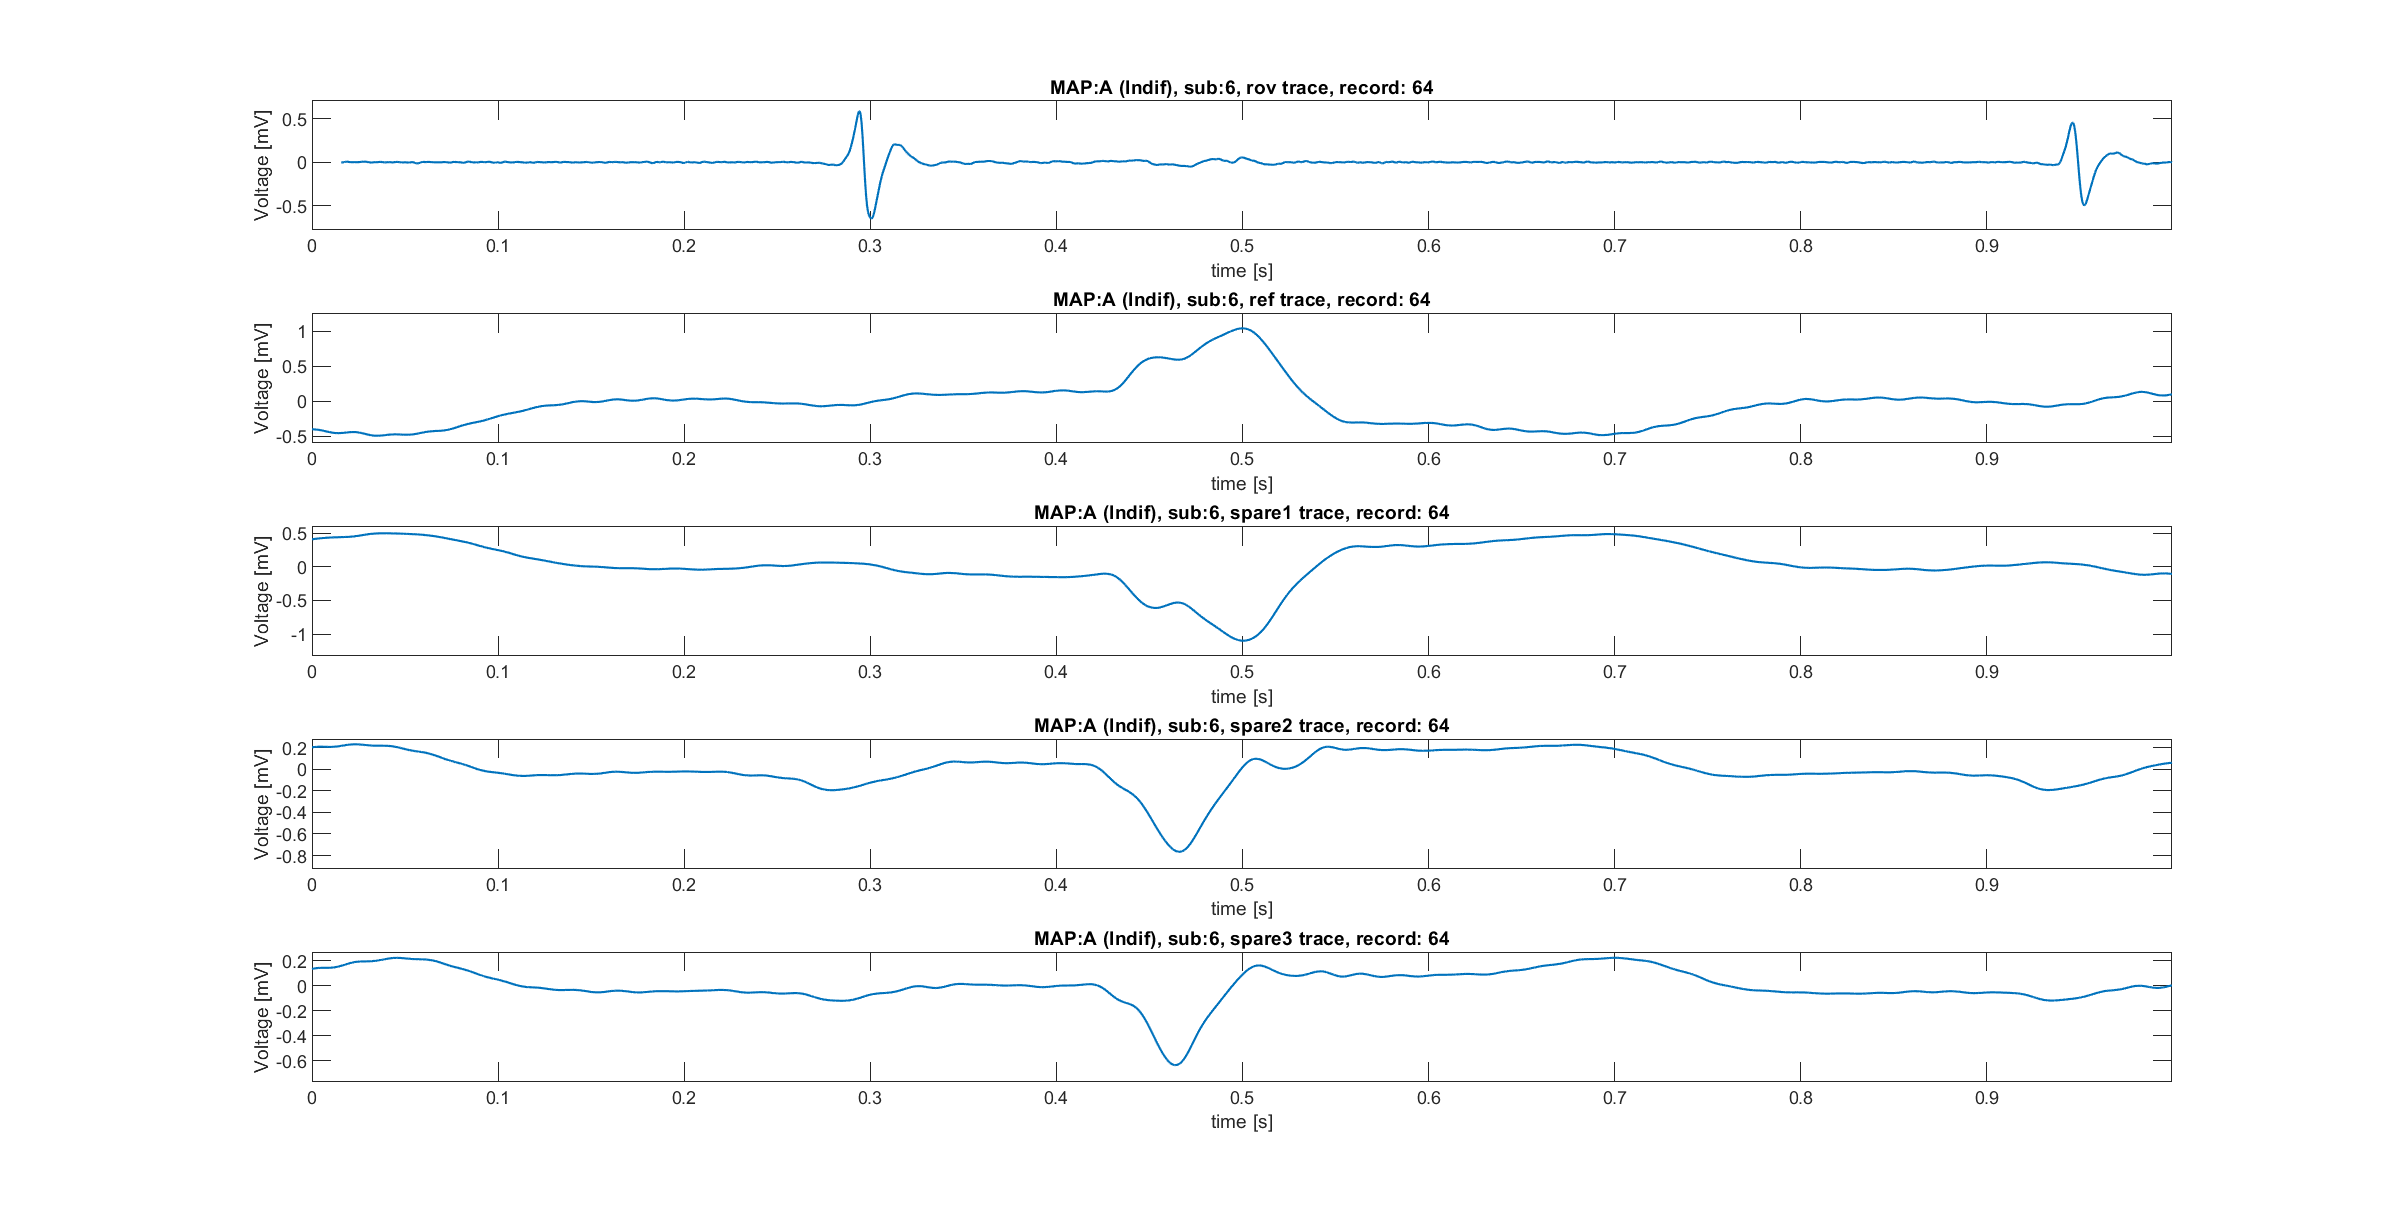 MAP:A (Indif), sub:6, rov trace, record: 64
Voltage [mV]
0.5
0
-0.5
0 0.1 0.2 0.3 0.4 0.5 0.6 0.7 0.8 0.9
time [s]
MAP:A (Indif), sub:6, ref trace, record: 64
Voltage [mV]
1
0.5
0
-0.5
0 0.1 0.2 0.3 0.4 0.5 0.6 0.7 0.8 0.9
time [s]
MAP:A (Indif), sub:6, spare1 trace, record: 64
Voltage [mV]
0.5
0
-0.5
-1
0 0.1 0.2 0.3 0.4 0.5 0.6 0.7 0.8 0.9
time [s]
MAP:A (Indif), sub:6, spare2 trace, record: 64
Voltage [mV]
0.2
0
-0.2
-0.4
-0.6
-0.8
0 0.1 0.2 0.3 0.4 0.5 0.6 0.7 0.8 0.9
time [s]
MAP:A (Indif), sub:6, spare3 trace, record: 64
Voltage [mV]
0.2
0
-0.2
-0.4
-0.6
0 0.1 0.2 0.3 0.4 0.5 0.6 0.7 0.8 0.9
time [s]